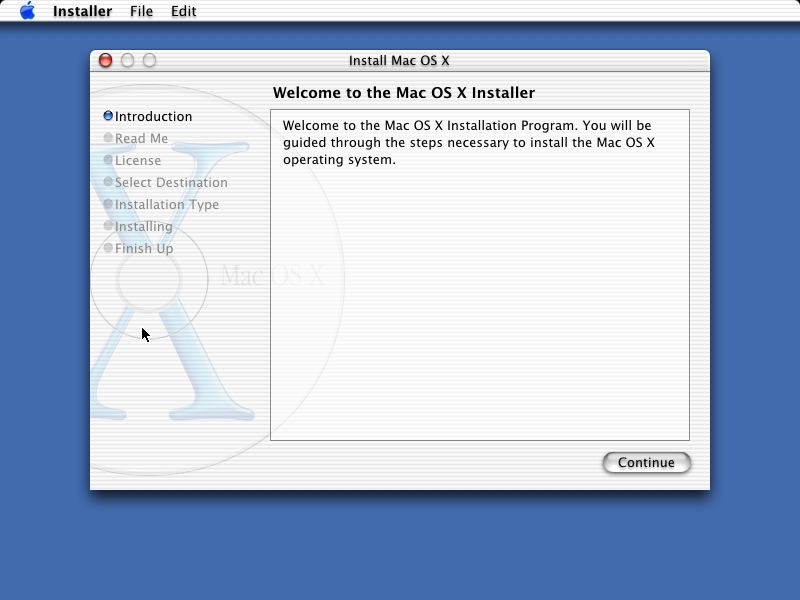 Installer File Edit
Install Mac OS X
Welcome to the Mac OS X Installer
Introduction
Read Me
License
Select Destination
Installation Type
Installing
Finish Up
Mac OS X
Welcome to the Mac OS X Installation Program. You will be
guided through the steps necessary to install the Mac OS X
operating system.
Continue